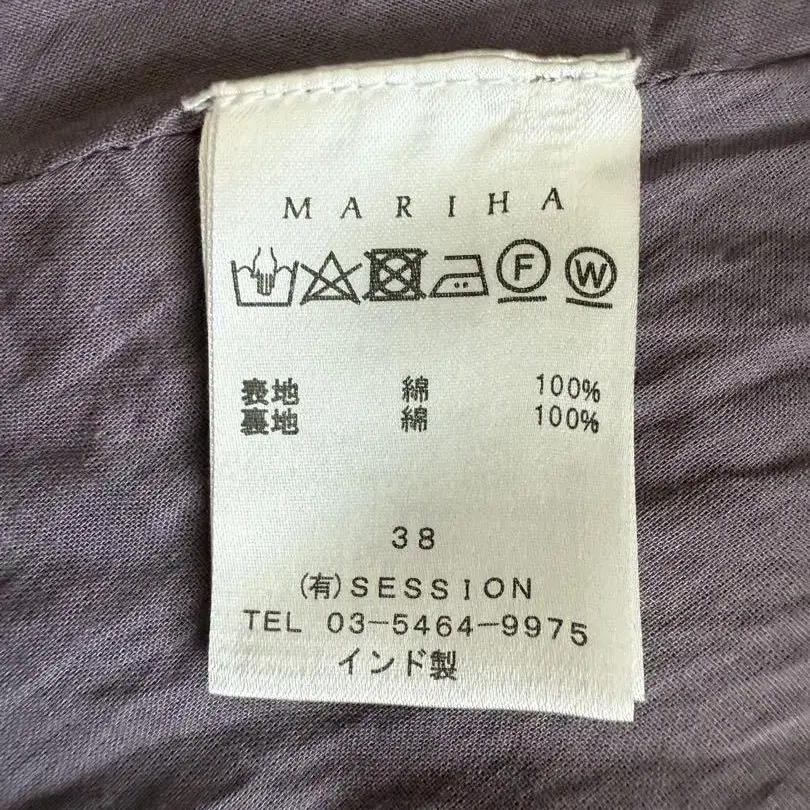 MARIHA
F W
表地 綿 100%
裏地 綿 100%
38
(有)SESSION
TEL 03-5464-9975
インド製